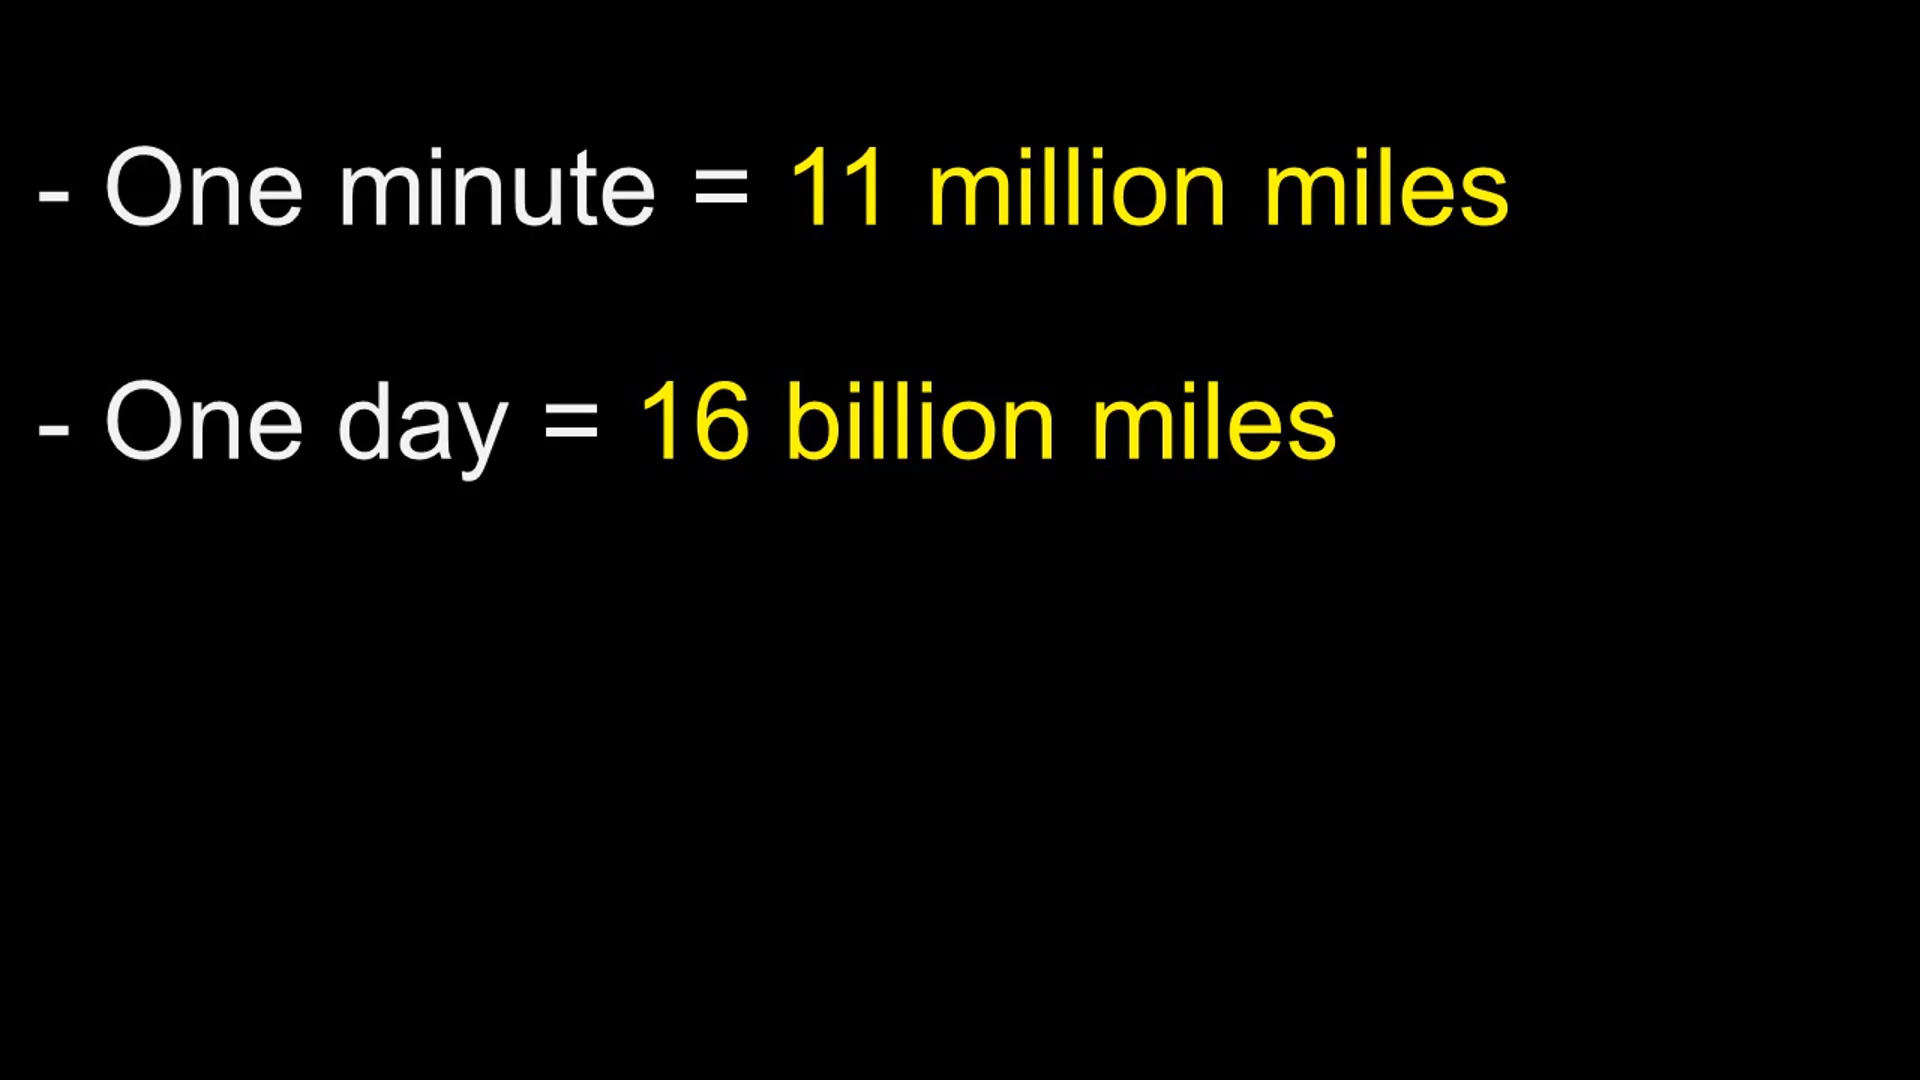 - One minute = 11 million miles
- One day = 16 billion miles